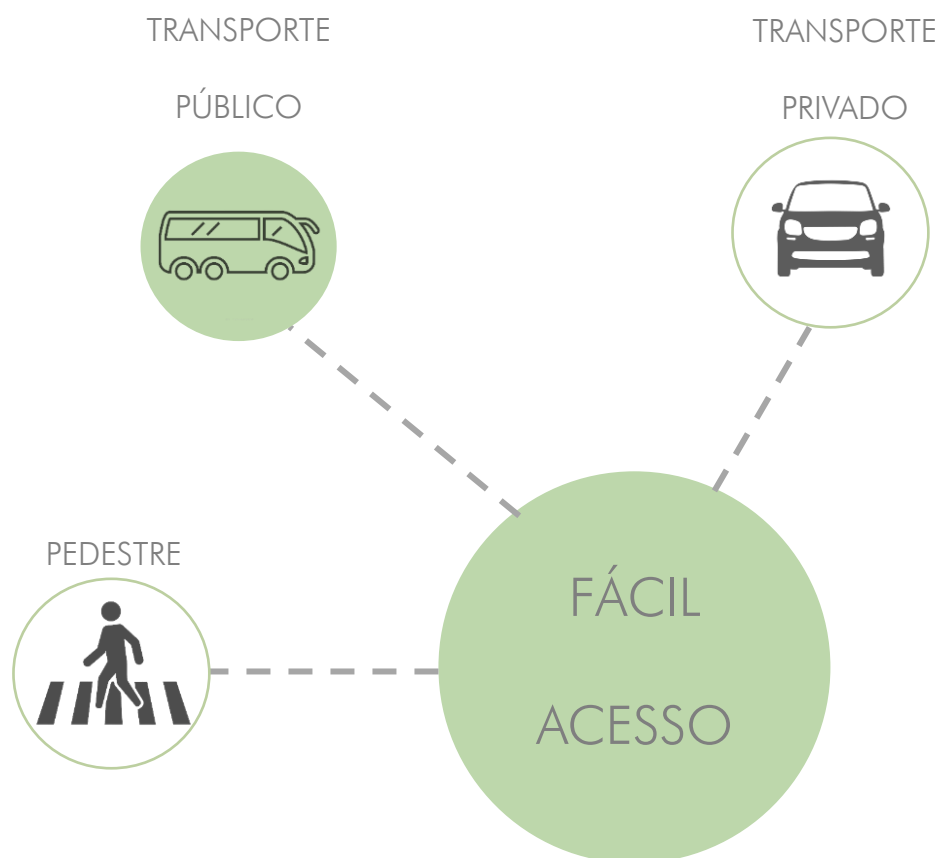 TRANSPORTE
PÚBLICO
TRANSPORTE
PRIVADO
PEDESTRE
FÁCIL
ACESSO